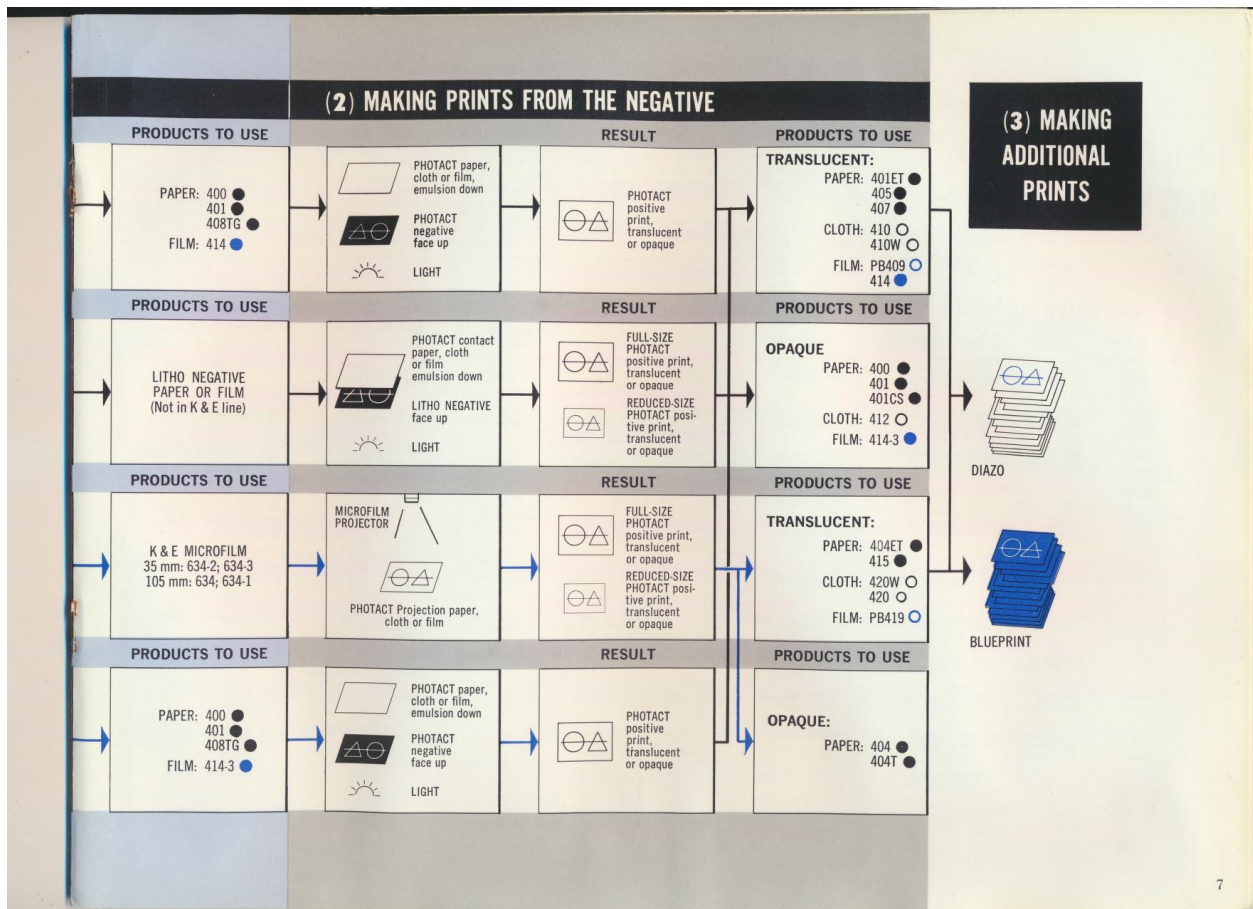 (2) MAKING PRINTS FROM THE NEGATIVE
(3) MAKING
ADDITIONAL
PRINTS
PRODUCTS TO USE
RESULT
PRODUCTS TO USE
PAPER: 400
401
408TG
FILM: 414
PHOTACT paper,
cloth or film,
emulsion down
PHOTACT
negative
face up
LIGHT
PHOTACT
positive
print,
translucent
or opaque
TRANSLUCENT:
PAPER: 401ET
405
407
CLOTH: 410
410W
FILM: PB409
414
PRODUCTS TO USE
RESULT
PRODUCTS TO USE
LITHO NEGATIVE
PAPER OR FILM
(Not in K & E line)
PHOTACT contact
paper, cloth
or film
emulsion down
LITHO NEGATIVE
face up
LIGHT
FULL-SIZE
PHOTACT
positive print,
translucent
or opaque
REDUCED-SIZE
PHOTACT posi-
tive print,
translucent
or opaque
OPAQUE
PAPER: 400
401
401CS
CLOTH: 412
FILM: 414-3
DIAZO
PRODUCTS TO USE
RESULT
PRODUCTS TO USE
K & E MICROFILM
35 mm: 634-2; 634-3
105 mm: 634; 634-1
MICROFILM
PROJECTOR
PHOTACT Projection paper,
cloth or film
FULL-SIZE
PHOTACT
positive print,
translucent
or opaque
REDUCED-SIZE
PHOTACT posi-
tive print,
translucent
or opaque
TRANSLUCENT:
PAPER: 404ET
415
CLOTH: 420W
420
FILM: PB419
BLUEPRINT
PRODUCTS TO USE
RESULT
PRODUCTS TO USE
PAPER: 400
401
408TG
FILM: 414-3
PHOTACT paper,
cloth or film,
emulsion down
PHOTACT
negative
face up
LIGHT
PHOTACT
positive
print,
translucent
or opaque
OPAQUE:
PAPER: 404
404T
7